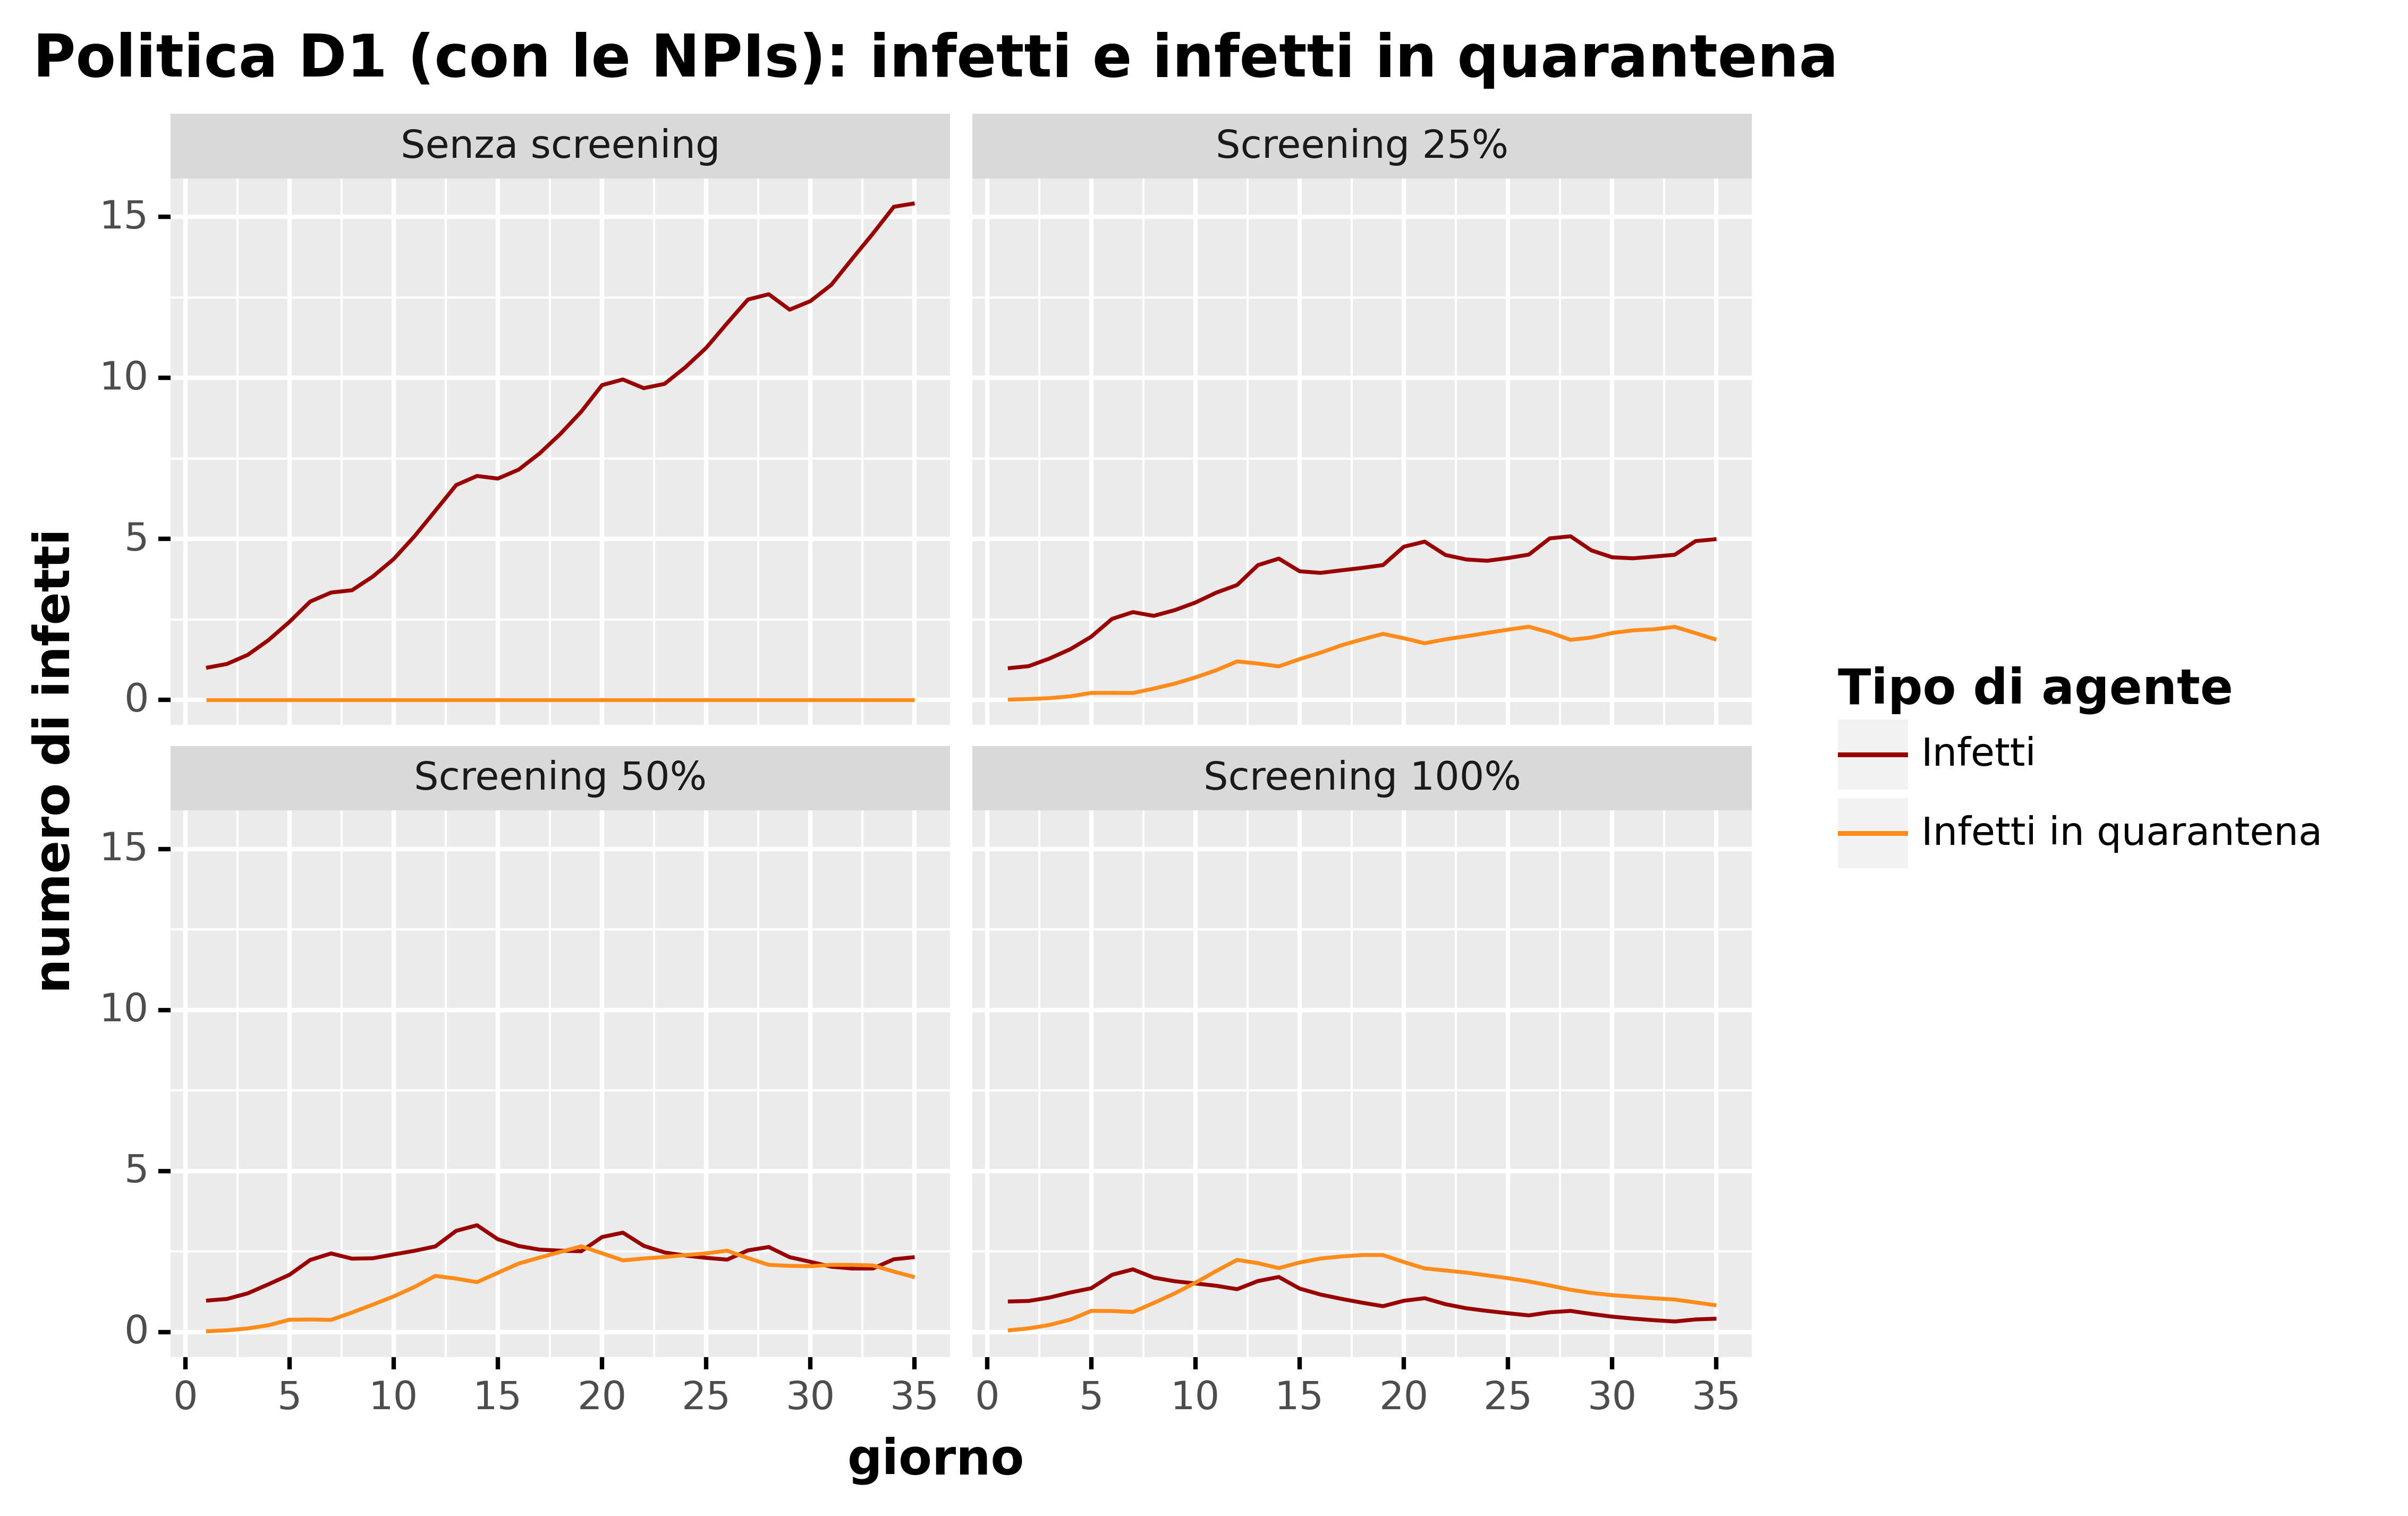 Politica D1 (con le NPIs): infetti e infetti in quarantena
Senza screening
Screening 25%
15
10
5
0
Screening 50%
Screening 100%
15
10
5
0
0 5 10 15 20 25 30 35
0 5 10 15 20 25 30 35
giorno
numero di infetti
Tipo di agente
Infetti
Infetti in quarantena